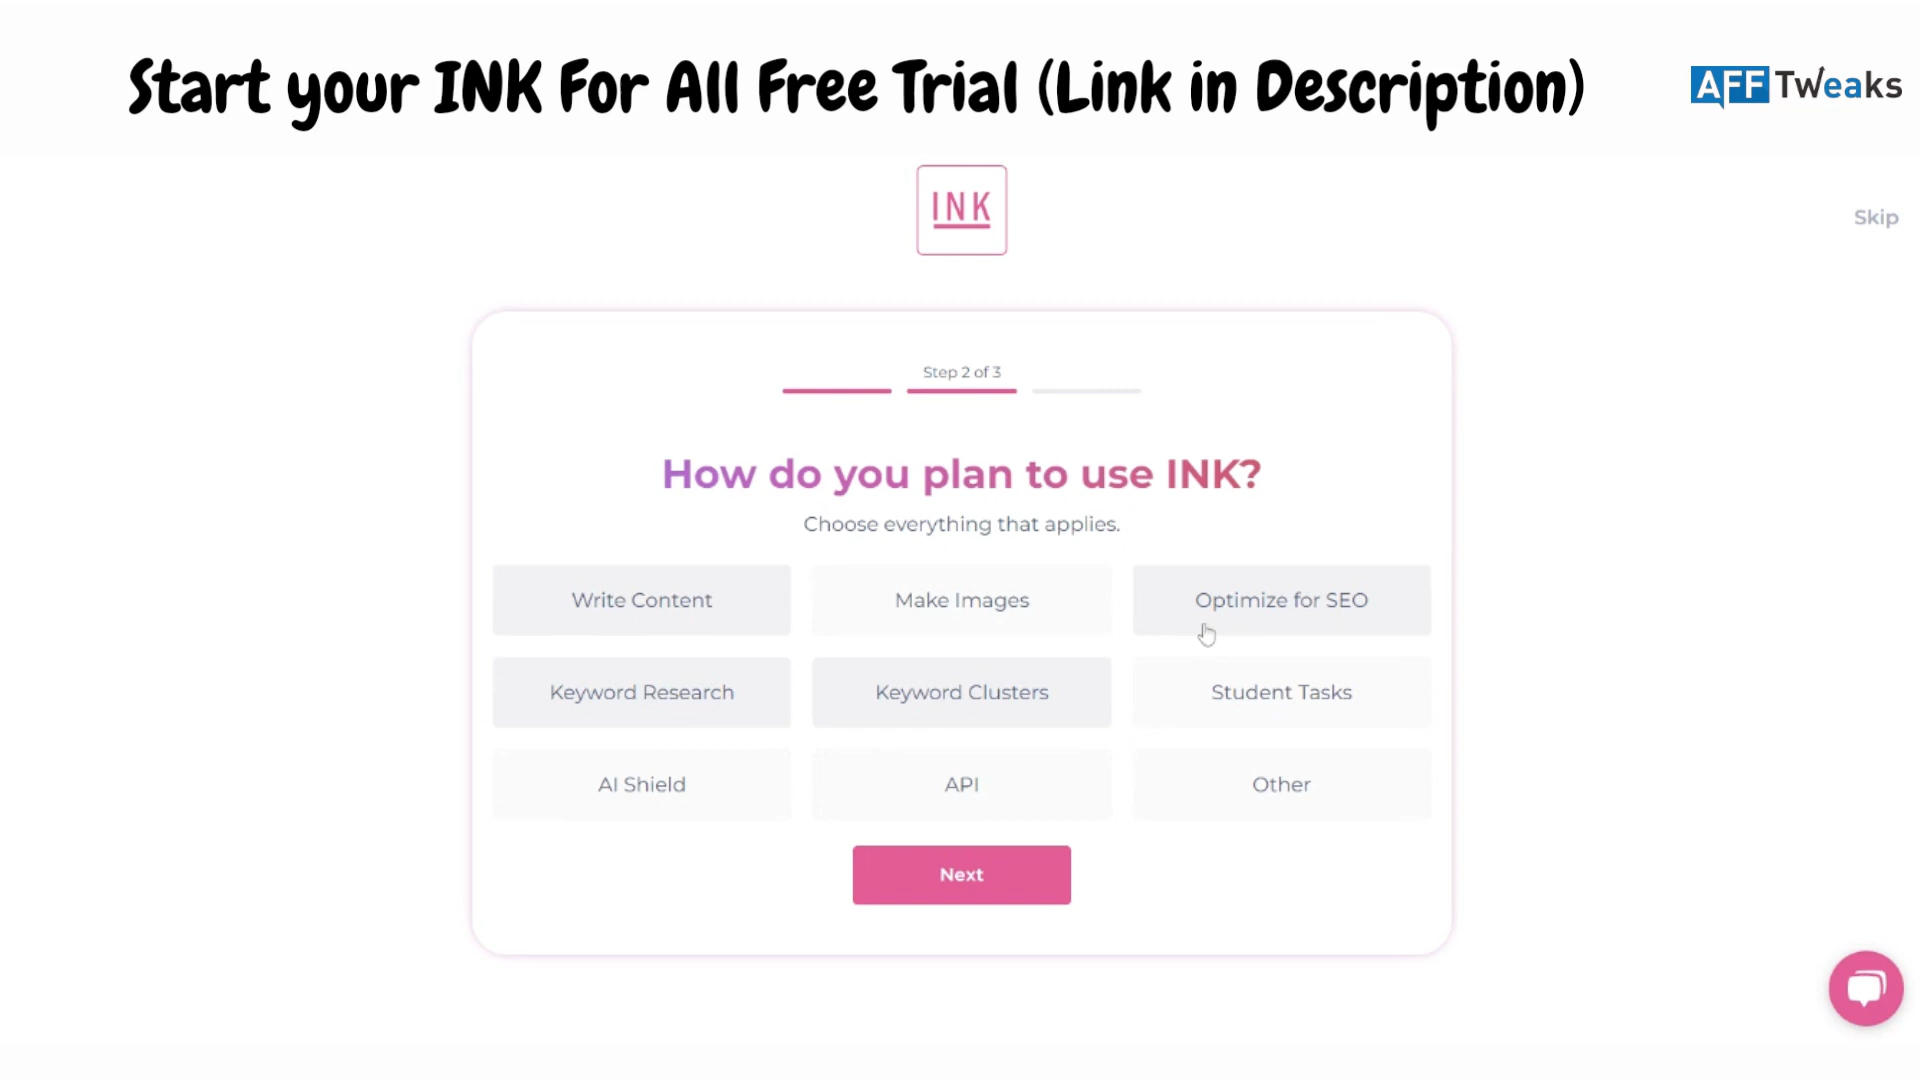 Start your INK For All Free Trial (Link in Description)
AFFTweaks
INK
Skip
Step 2 of 3
How do you plan to use INK?
Choose everything that applies.
Write Content
Make Images
Optimize for SEO
Keyword Research
Keyword Clusters
Student Tasks
AI Shield
API
Other
Next